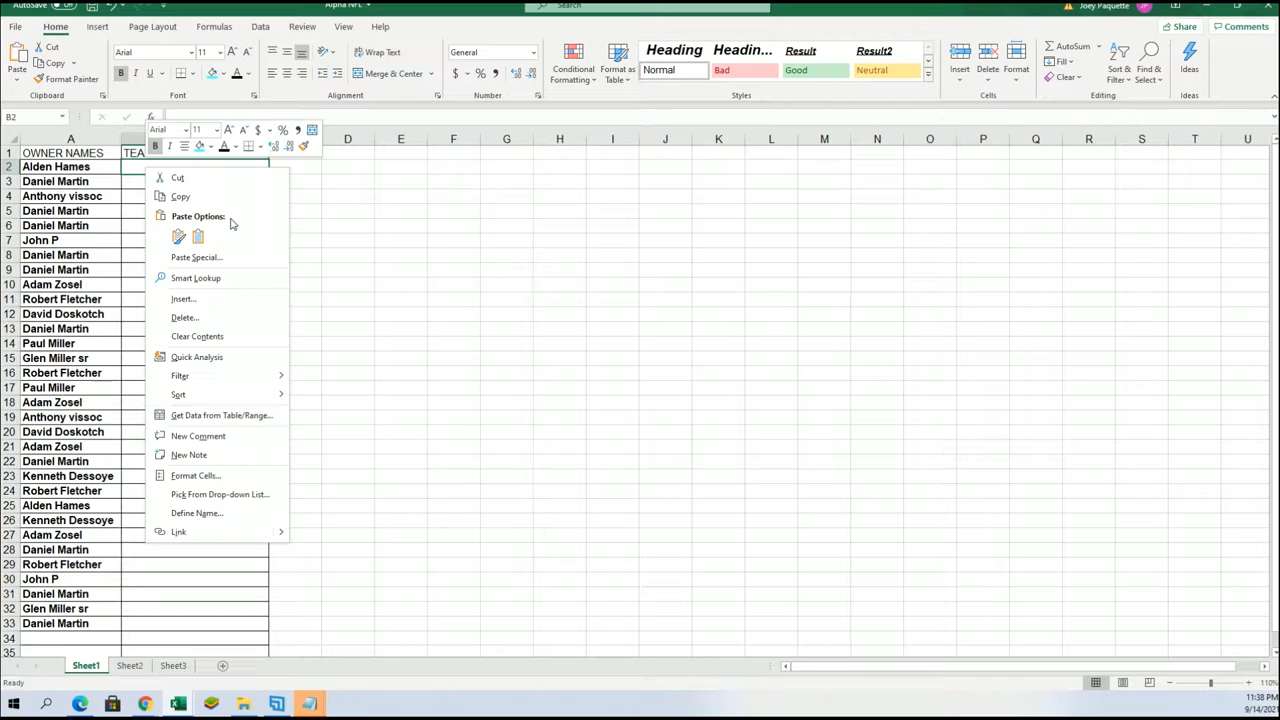 AutoSave
Alpha NFL
Search
Joey Paquette
JP
File Home Insert Page Layout Formulas Data Review View Help
Share Comments
Paste
Cut
Copy
Format Painter
Clipboard
Arial 11
B I U
Font
Wrap Text
Merge & Center
Alignment
General
$ %
Number
Conditional Formatting
Format as Table
Heading Headin... Result Result2
Normal Bad Good Neutral
Styles
Insert Delete Format
Cells
AutoSum
Fill
Clear
Sort & Filter
Find & Select
Editing
Ideas
Ideas
B2
fx
Arial 11 $ %
B I A
A D E F G H I J K L M N O P Q R S T U
1 OWNER NAMES TEA
2 Alden Hames
3 Daniel Martin
4 Anthony vissoc
5 Daniel Martin
6 Daniel Martin
7 John P
8 Daniel Martin
9 Daniel Martin
10 Adam Zosel
11 Robert Fletcher
12 David Doskotch
13 Daniel Martin
14 Paul Miller
15 Glen Miller sr
16 Robert Fletcher
17 Paul Miller
18 Adam Zosel
19 Anthony vissoc
20 David Doskotch
21 Adam Zosel
22 Daniel Martin
23 Kenneth Dessoye
24 Robert Fletcher
25 Alden Hames
26 Kenneth Dessoye
27 Adam Zosel
28 Daniel Martin
29 Robert Fletcher
30 John P
31 Daniel Martin
32 Glen Miller sr
33 Daniel Martin
34
35
Cut
Copy
Paste Options:
Paste Special...
Smart Lookup
Insert...
Delete...
Clear Contents
Quick Analysis
Filter
Sort
Get Data from Table/Range...
New Comment
New Note
Format Cells...
Pick From Drop-down List...
Define Name...
Link
Sheet1 Sheet2 Sheet3
Ready
110%
11:38 PM